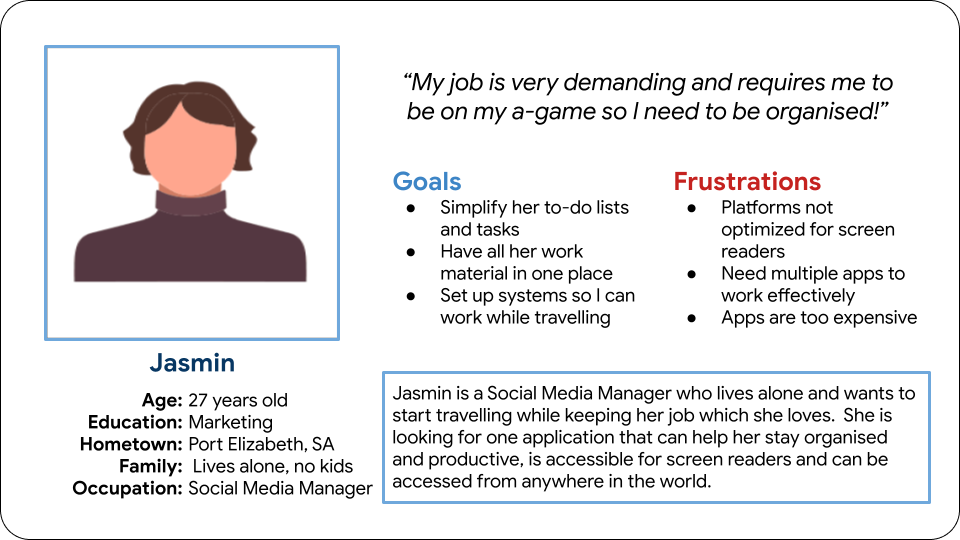 “My job is very demanding and requires me to
be on my a-game so I need to be organised!”
Goals
● Simplify her to-do lists
and tasks
● Have all her work
material in one place
● Set up systems so I can
work while travelling
Frustrations
● Platforms not
optimized for screen
readers
● Need multiple apps to
work effectively
● Apps are too expensive
Jasmin
Age: 27 years old
Education: Marketing
Hometown: Port Elizabeth, SA
Family: Lives alone, no kids
Occupation: Social Media Manager
Jasmin is a Social Media Manager who lives alone and wants to
start travelling while keeping her job which she loves. She is
looking for one application that can help her stay organised
and productive, is accessible for screen readers and can be
accessed from anywhere in the world.